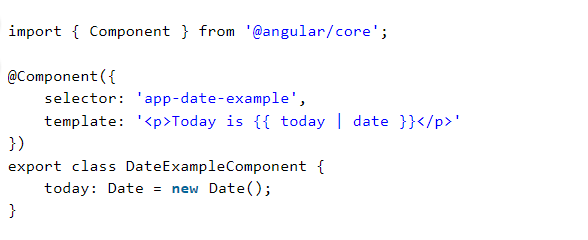 import { Component } from '@angular/core';
@Component({
    selector: 'app-date-example',
    template: '<p>Today is {{ today | date }}</p>'
})
export class DateExampleComponent {
    today: Date = new Date();
}